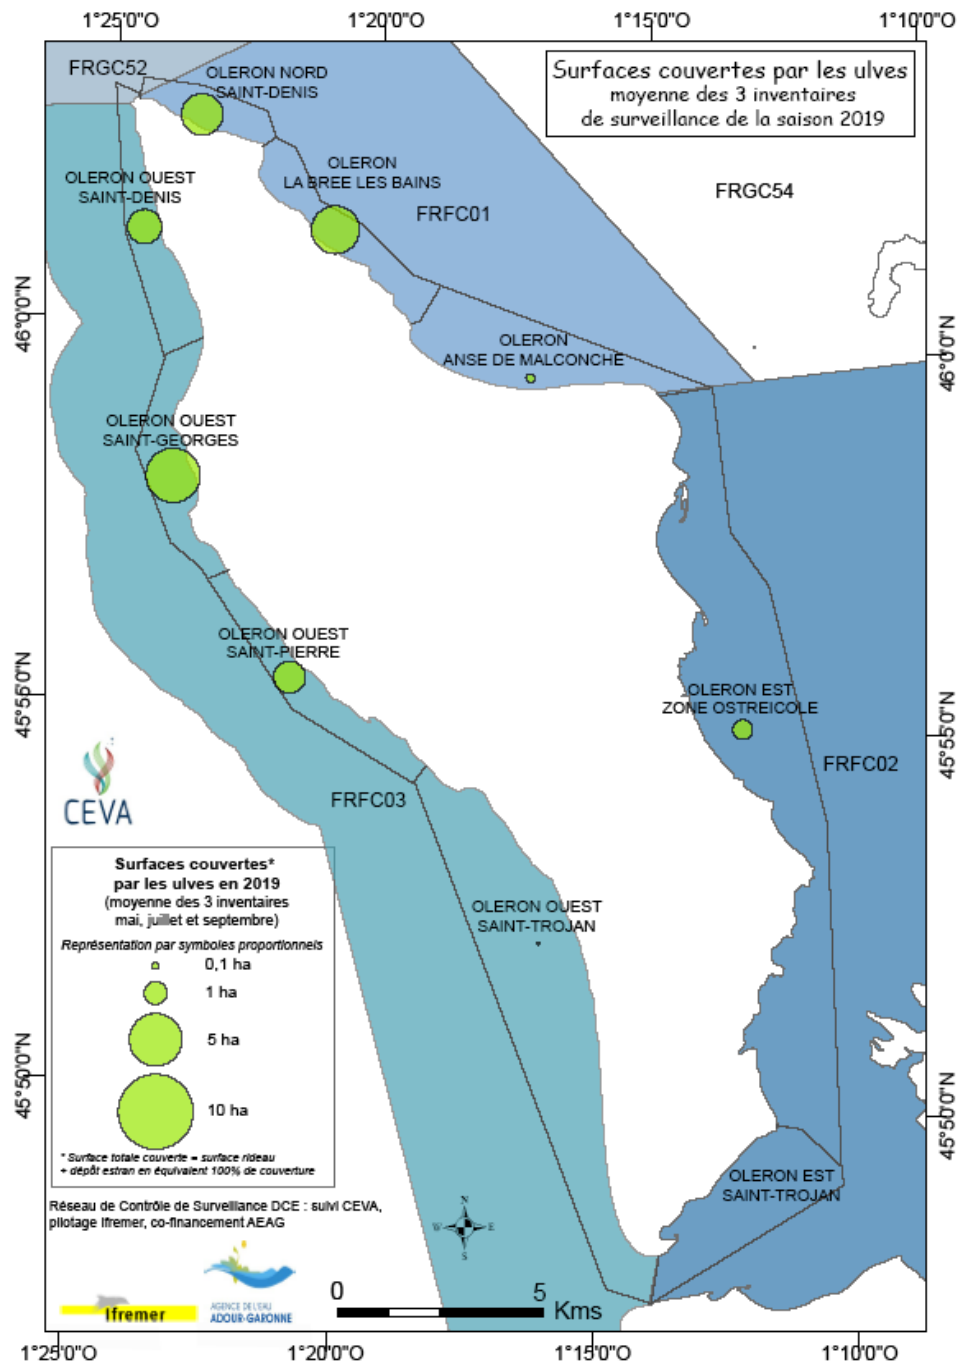 1°25'0"O
1°20'0"O
1°15'0"O
1°10'0"O
FRGC52
OLERON NORD
SAINT-DENIS
Surfaces couvertes par les ulves
moyenne des 3 inventaires
de surveillance de la saison 2019
OLERON
LA BREE LES BAINS
OLERON OUEST
SAINT-DENIS
FRGC54
FRFC01
46°0'0"N
46°0'0"N
OLERON
ANSE DE MALCONCHE
OLERON OUEST
SAINT-GEORGES
OLERON OUEST
SAINT-PIERRE
45°55'0"N
OLERON EST
ZONE OSTREICOLE
45°55'0"N
FRFC02
CEVA
FRFC03
Surfaces couvertes*
par les ulves en 2019
(moyenne des 3 inventaires
mai, juillet et septembre)
Représentation par symboles proportionnels
0,1 ha
1 ha
5 ha
10 ha
* Surface totale couverte = surface rideau
+ dépôt estran en équivalent 100% de couverture
OLERON OUEST
SAINT-TROJAN
45°50'0"N
45°50'0"N
OLERON EST
SAINT-TROJAN
Réseau de Contrôle de Surveillance DCE : suivi CEVA,
pilotage Ifremer, co-financement AEAG
N
W
E
S
Ifremer
AGENCE DE L'EAU
ADOUR-GARONNE
0
5
Kms
1°25'0"O
1°20'0"O
1°15'0"O
1°10'0"O